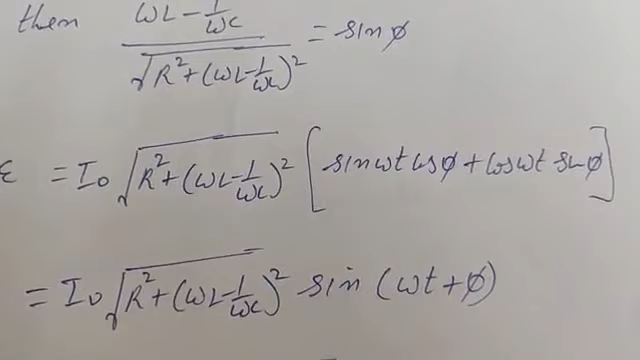 then (ωL - 1/ωC) / √(R² + (ωL - 1/ωC)²) = sin φ
ε = I₀ √(R² + (ωL - 1/ωC)²) [sin ωt cos φ + cos ωt sin φ]
= I₀ √(R² + (ωL - 1/ωC)²) sin (ωt + φ)